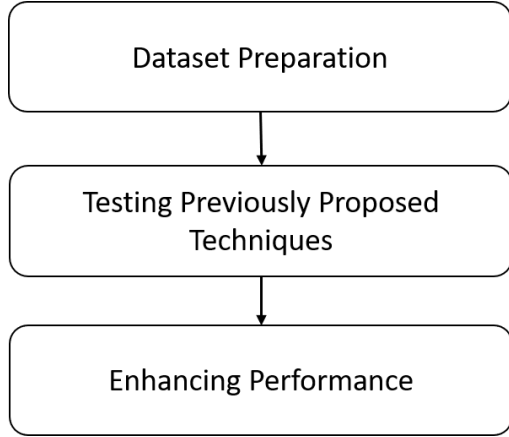 Dataset Preparation
Testing Previously Proposed
Techniques
Enhancing Performance